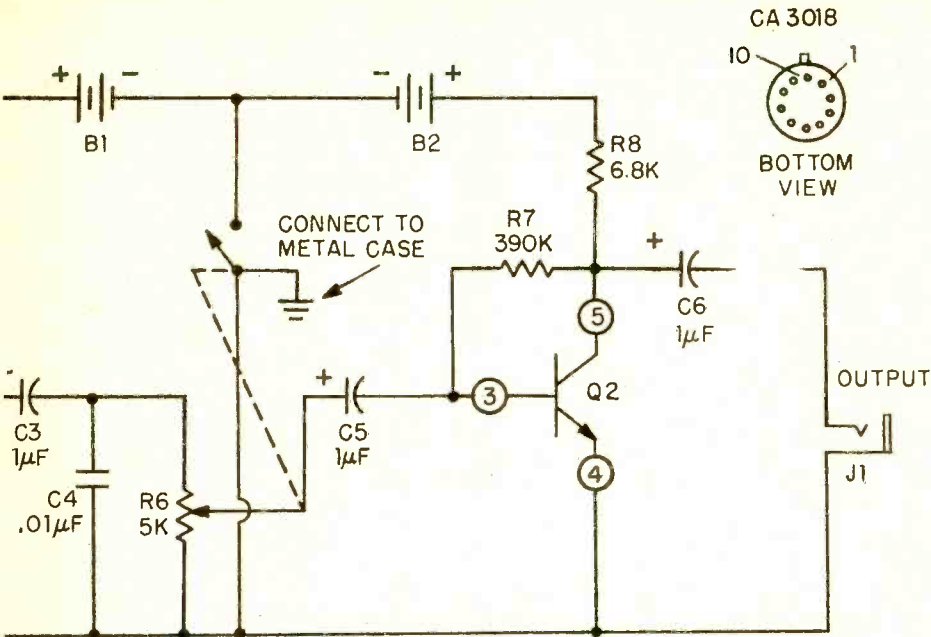 CA 3018
10
1
BOTTOM
VIEW
+
-
B1
-
+
B2
R8
6.8K
CONNECT TO
METAL CASE
R7
390K
+
C6
1μF
5
-
C3
1μF
+
C5
1μF
3
Q2
OUTPUT
4
J1
C4
.01μF
R6
5K